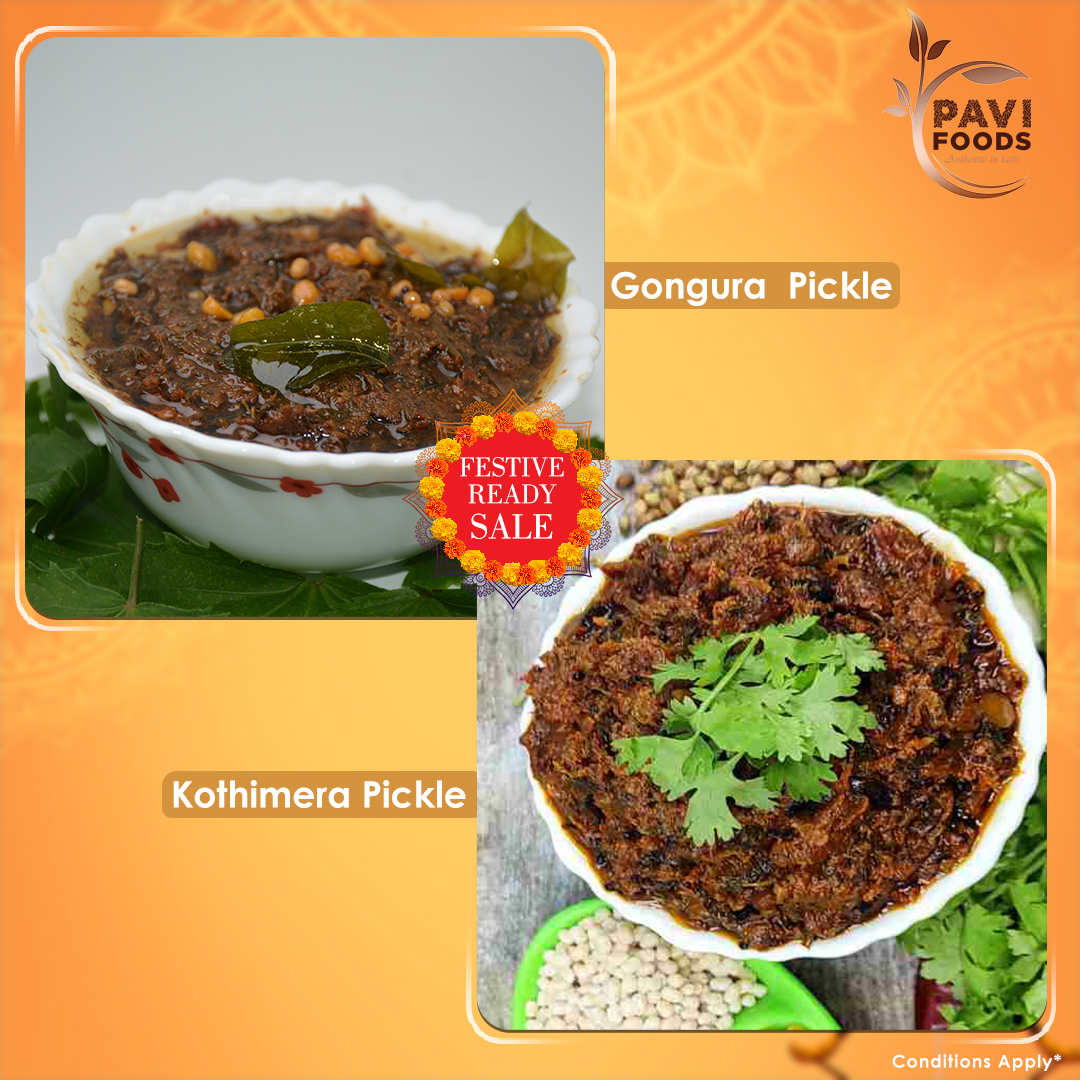 PAVI
FOODS
Authentic in taste
Gongura Pickle
FESTIVE
READY
SALE
Kothimera Pickle
Conditions Apply*